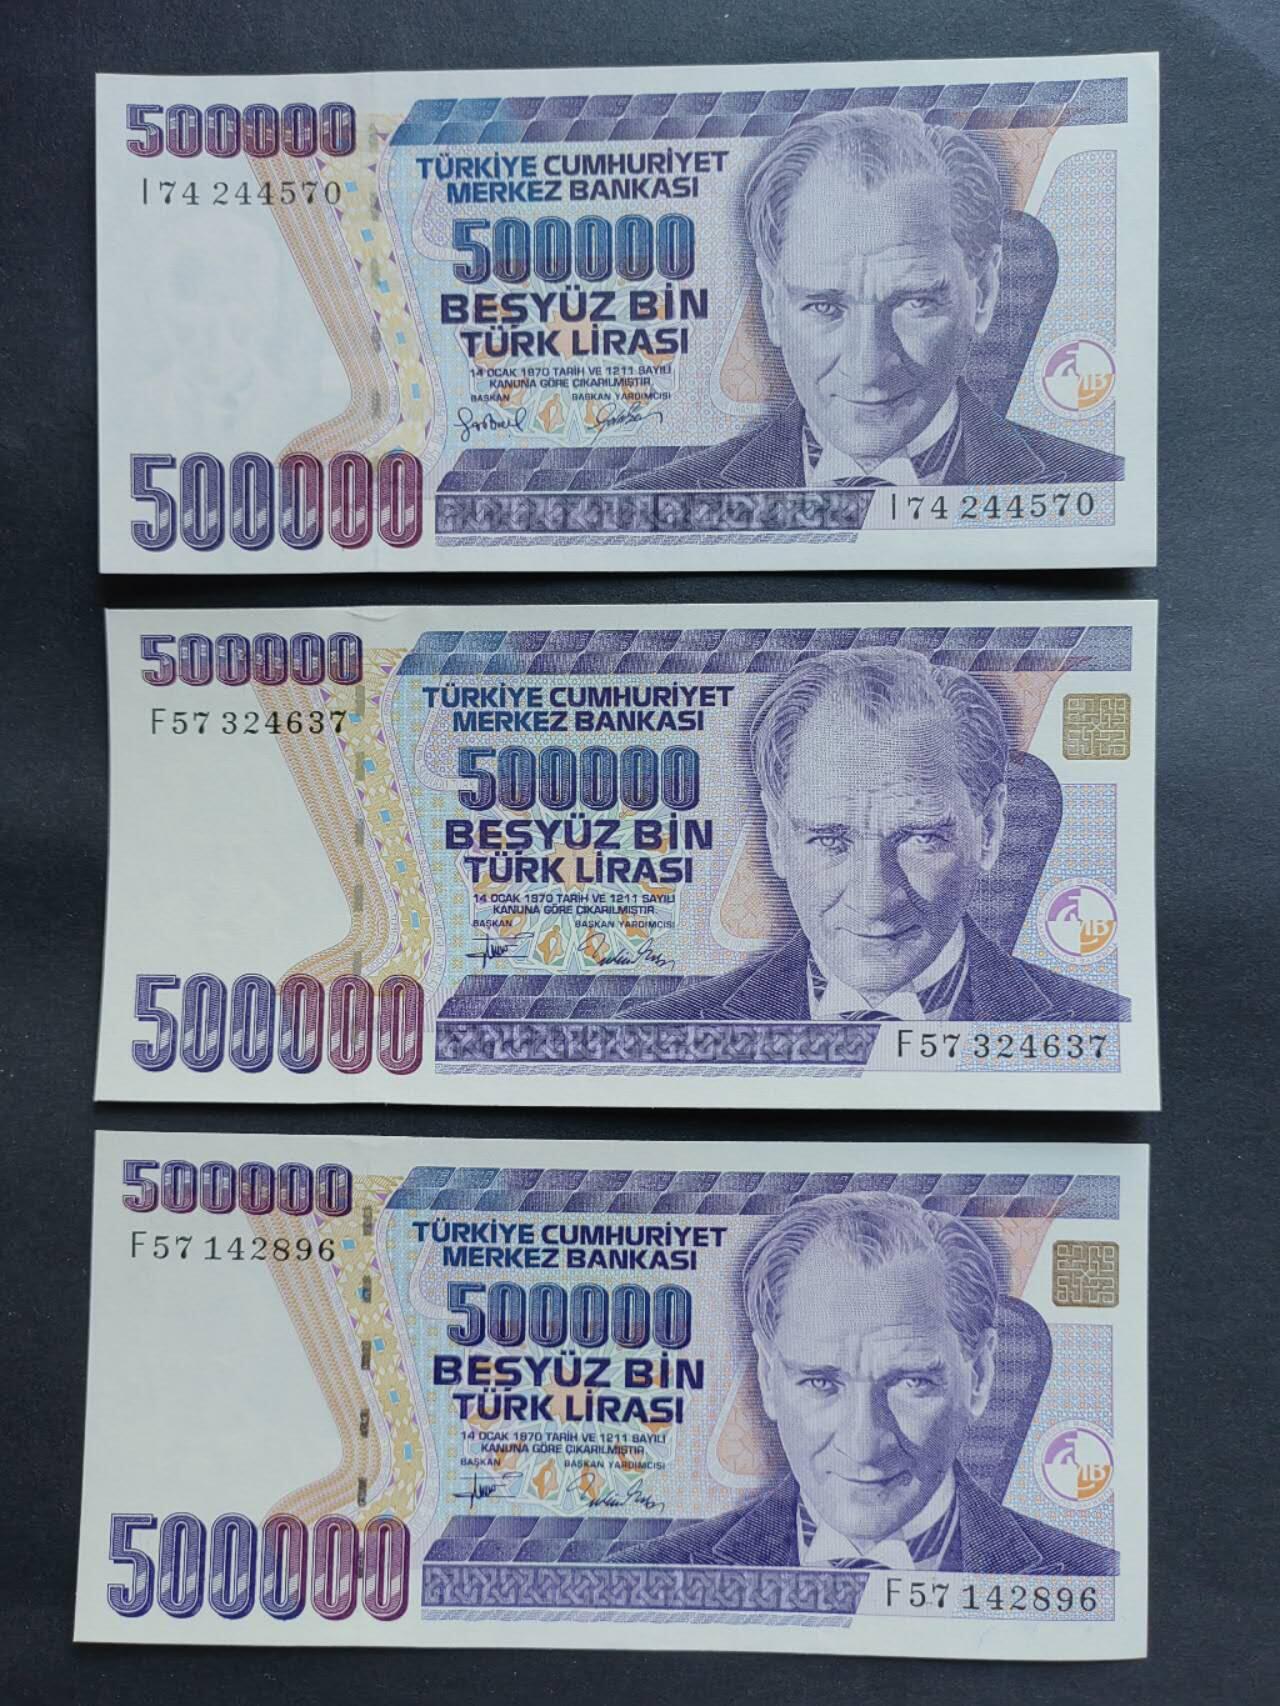 500000
I74 244570
TÜRKİYE CUMHURİYET
MERKEZ BANKASI
500000
BEŞYÜZ BİN
TÜRK LİRASI
14 OCAK 1970 TARİH VE 1211 SAYILI
KANUNA GÖRE ÇIKARILMIŞTIR
BAŞKAN BAŞKAN YARDIMCISI
500000
I74 244570
500000
F57 324637
TÜRKİYE CUMHURİYET
MERKEZ BANKASI
500000
BEŞYÜZ BİN
TÜRK LİRASI
14 OCAK 1970 TARİH VE 1211 SAYILI
KANUNA GÖRE ÇIKARILMIŞTIR
BAŞKAN BAŞKAN YARDIMCISI
500000
F57 324637
500000
F57 142896
TÜRKİYE CUMHURİYET
MERKEZ BANKASI
500000
BEŞYÜZ BİN
TÜRK LİRASI
14 OCAK 1970 TARİH VE 1211 SAYILI
KANUNA GÖRE ÇIKARILMIŞTIR
BAŞKAN BAŞKAN YARDIMCISI
500000
F57 142896